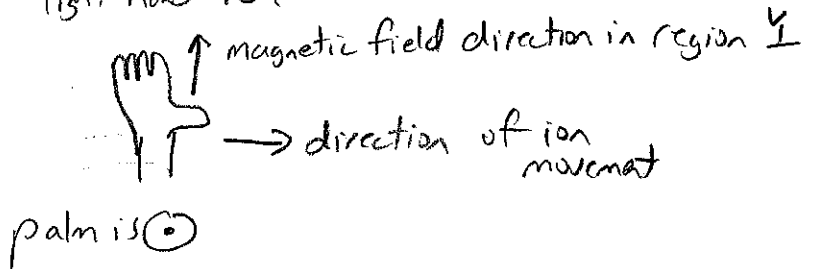 magnetic field direction in region I
direction of ion
movement
palm is